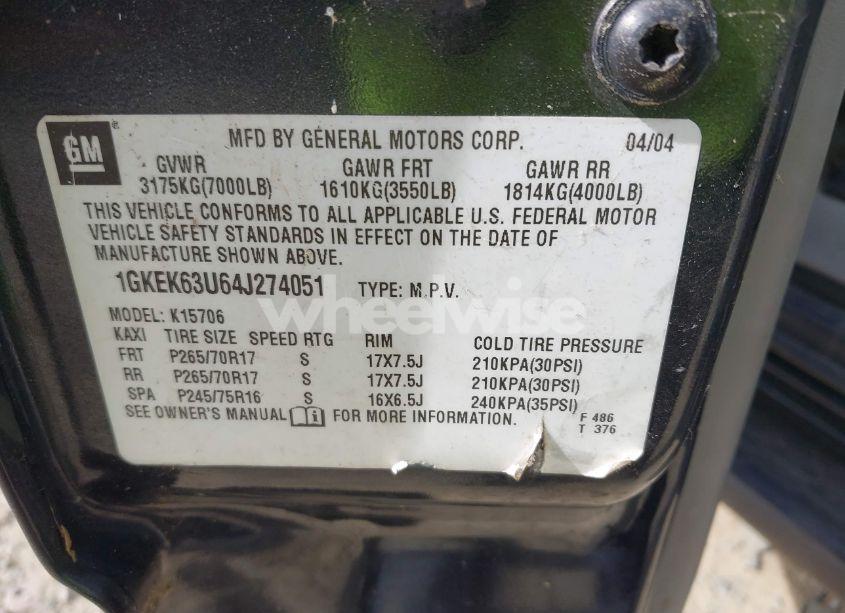 GM ® MFD BY GENERAL MOTORS CORP. 04/04
GVWR GAWR FRT GAWR RR
3175KG(7000LB) 1610KG(3550LB) 1814KG(4000LB)
THIS VEHICLE CONFORMS TO ALL APPLICABLE U.S. FEDERAL MOTOR
VEHICLE SAFETY STANDARDS IN EFFECT ON THE DATE OF
MANUFACTURE SHOWN ABOVE.
1GKEK63U64J274051 TYPE: M.P.V.
wheelwise
MODEL: K15706
KAXI TIRE SIZE SPEED RTG RIM COLD TIRE PRESSURE
FRT P265/70R17 S 17X7.5J 210KPA(30PSI)
RR P265/70R17 S 17X7.5J 210KPA(30PSI)
SPA P245/75R16 S 16X6.5J 240KPA(35PSI)
SEE OWNER'S MANUAL FOR MORE INFORMATION. F 486
T 376